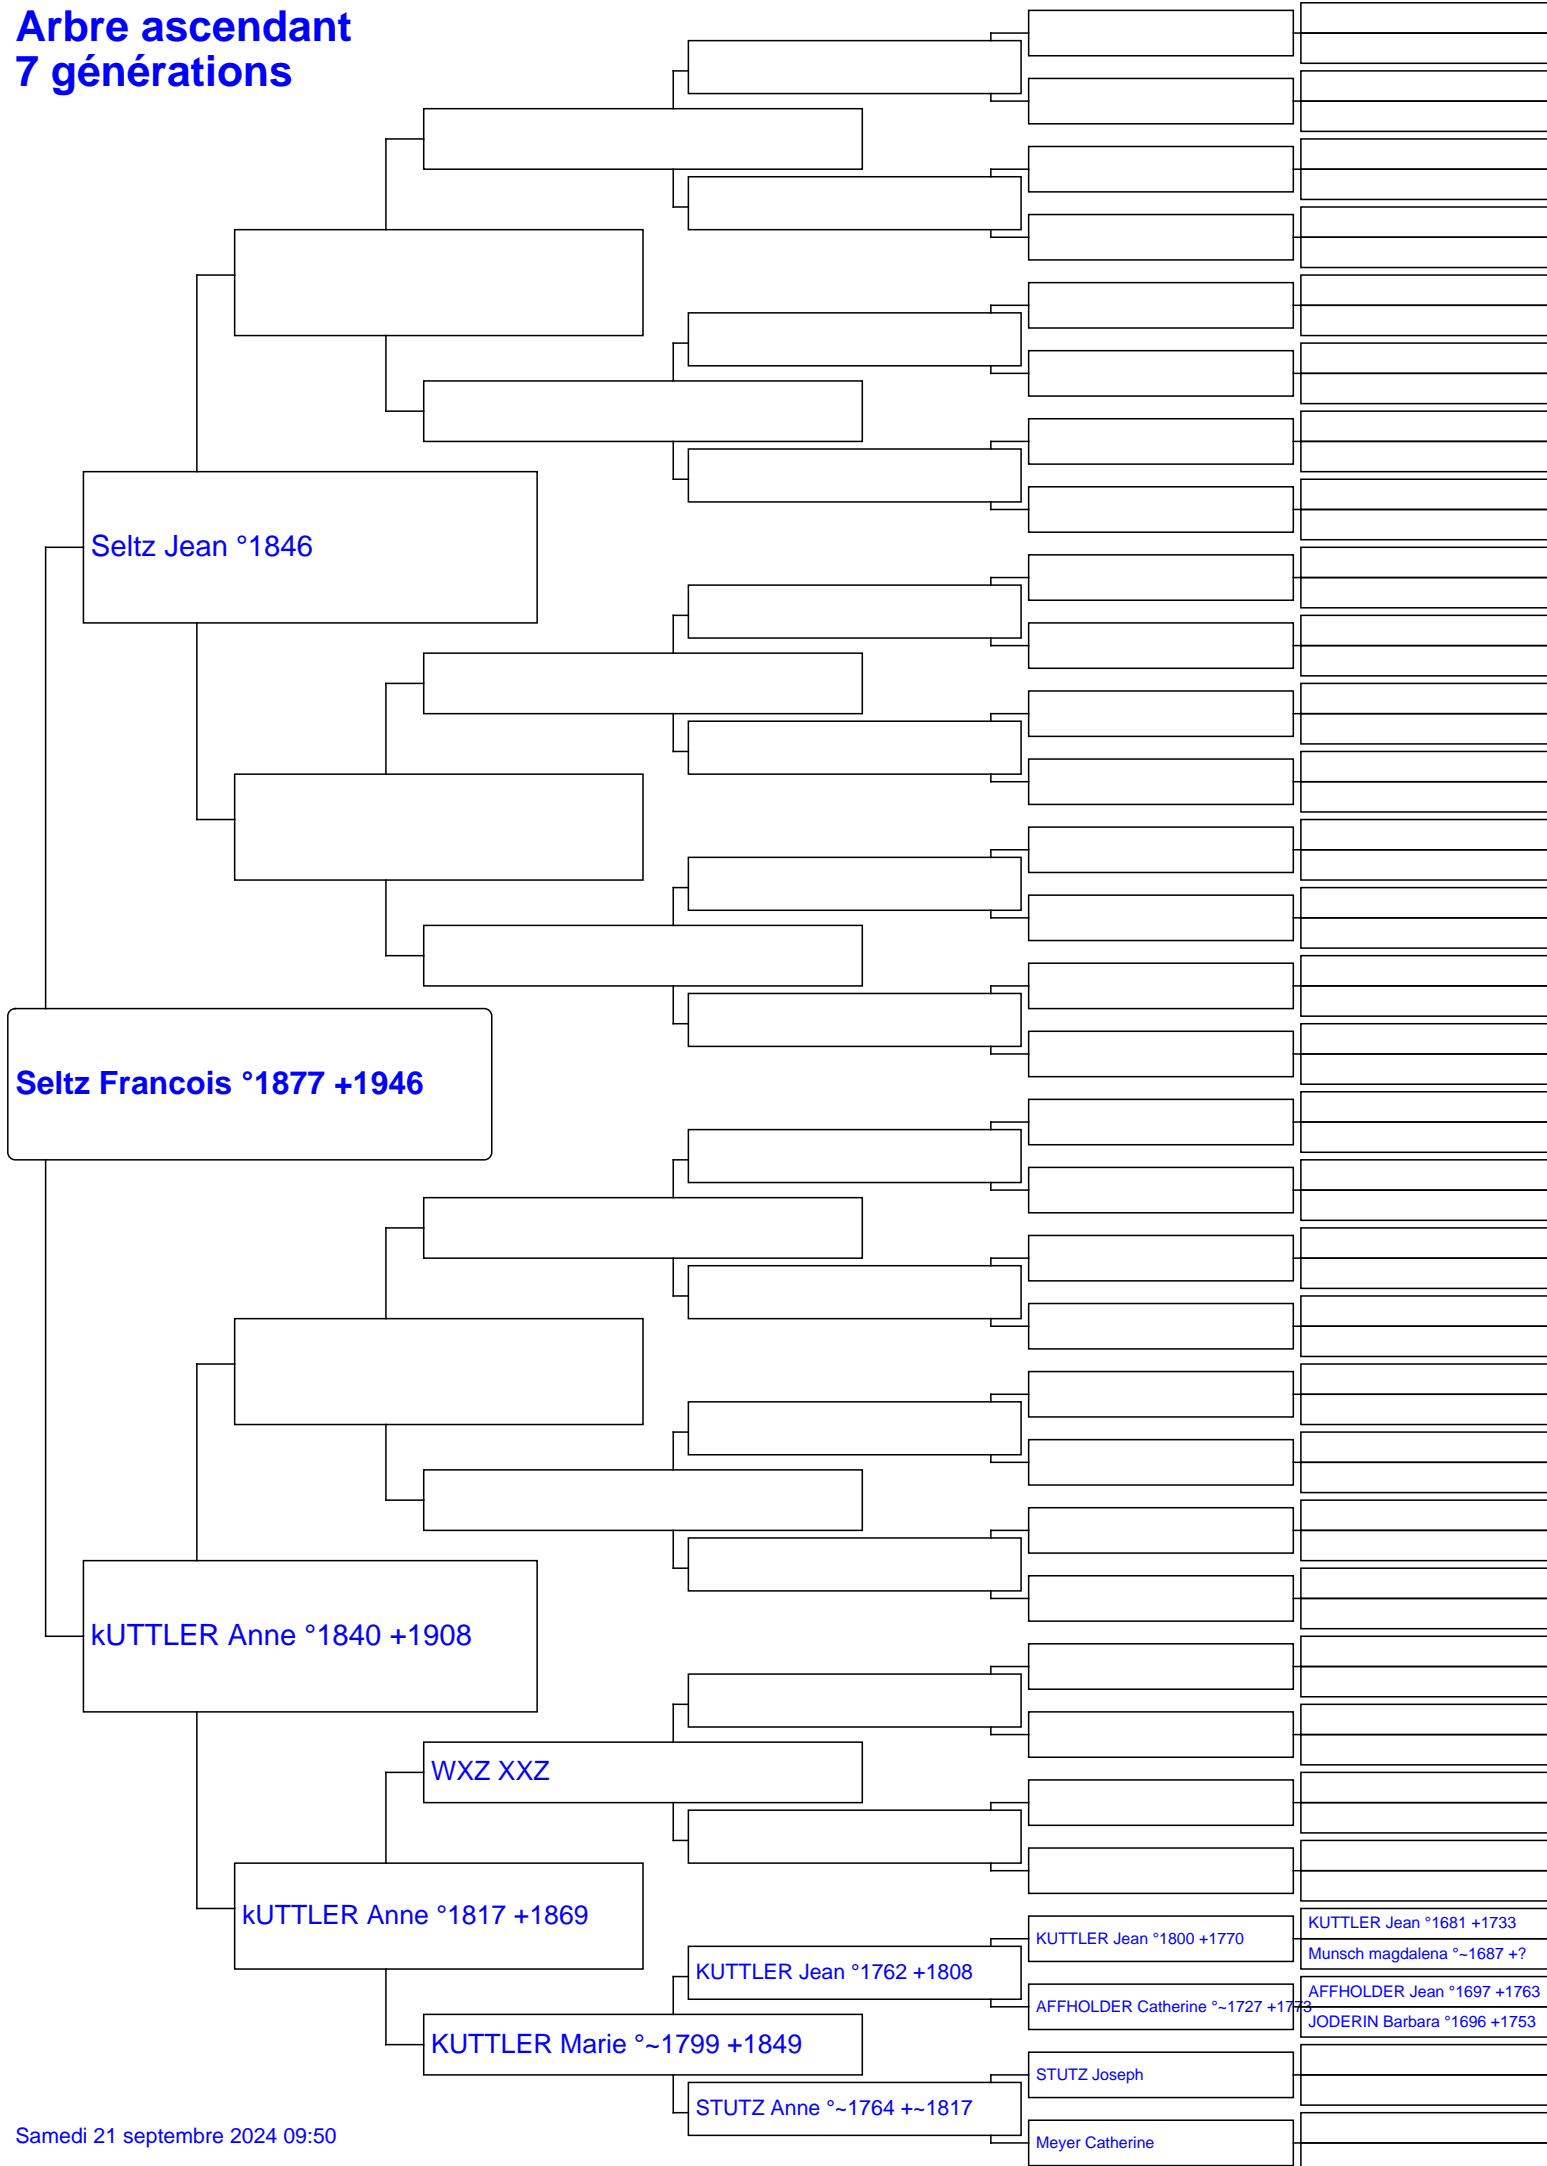 Arbre ascendant
7 générations
Seltz Jean °1846
Seltz Francois °1877 +1946
kUTTLER Anne °1840 +1908
WXZ XXZ
kUTTLER Anne °1817 +1869
KUTTLER Jean °1681 +1733
KUTTLER Jean °1800 +1770
Munsch magdalena °~1687 +?
KUTTLER Jean °1762 +1808
AFFHOLDER Jean °1697 +1763
AFFHOLDER Catherine °~1727 +1773
JODERIN Barbara °1696 +1753
KUTTLER Marie °~1799 +1849
STUTZ Joseph
STUTZ Anne °~1764 +~1817
Meyer Catherine
Samedi 21 septembre 2024 09:50